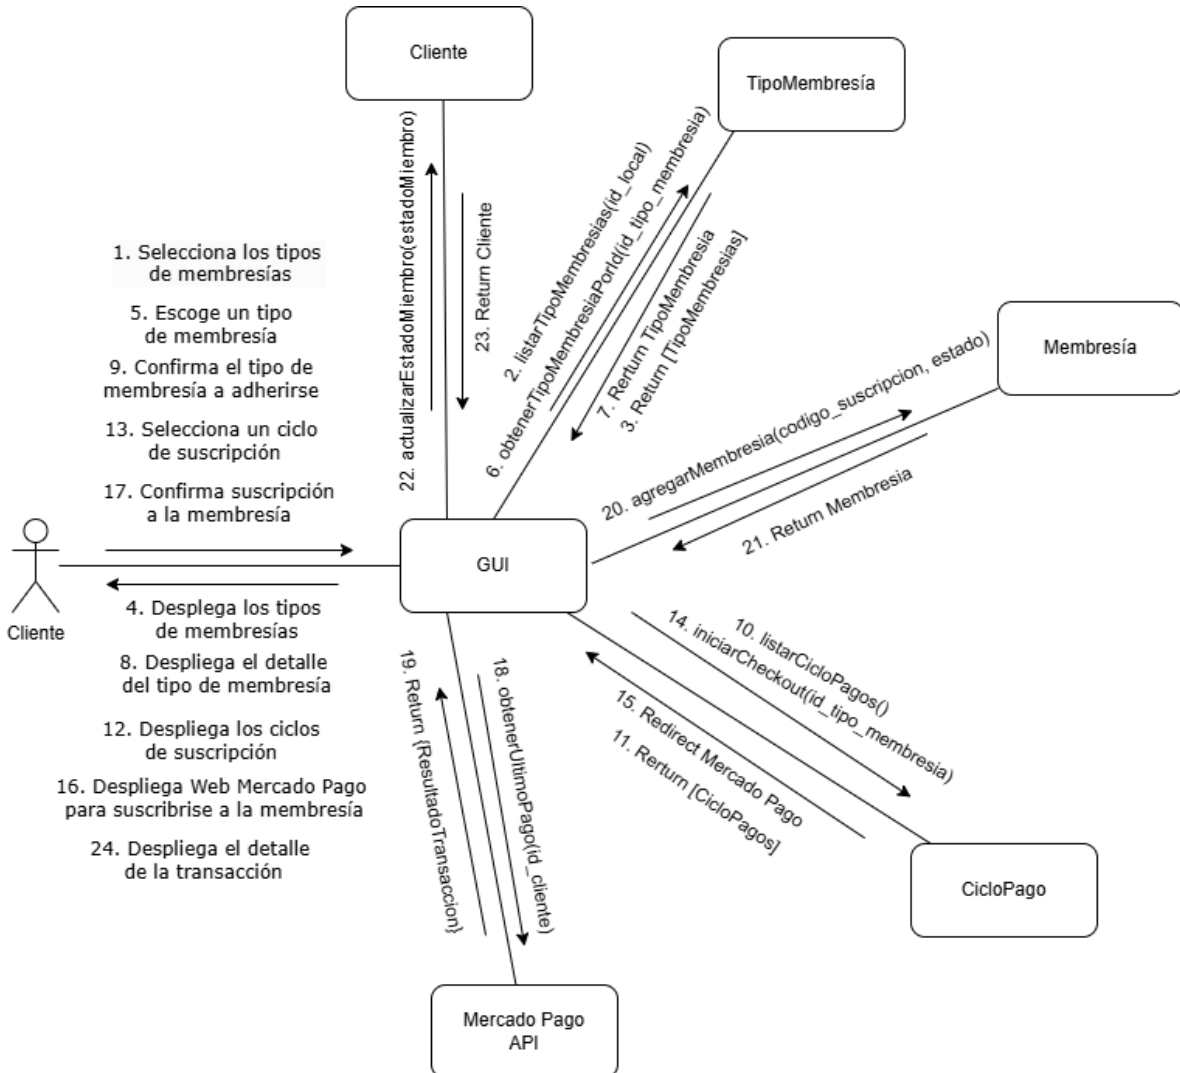 Cliente
TipoMembresía
22. actualizarEstadoMiembro(estadoMiembro)
23. Return Cliente
2. listarTipoMembresias(id_local)
6. obtenerTipoMembresiaPorId(id_tipo_membresia)
7. Rerturn TipoMembresia
3. Return [TipoMembresias]
1. Selecciona los tipos
de membresías
5. Escoge un tipo
de membresía
9. Confirma el tipo de
membresía a adherirse
13. Selecciona un ciclo
de suscripción
17. Confirma suscripción
a la membresía
Membresía
20. agregarMembresia(codigo_suscripcion, estado)
21. Return Membresia
GUI
Cliente
4. Desplega los tipos
de membresías
8. Despliega el detalle
del tipo de membresía
12. Despliega los ciclos
de suscripción
16. Despliega Web Mercado Pago
para suscribrise a la membresía
24. Despliega el detalle
de la transacción
19. Return {ResultadoTransaccion}
18. obtenerUltimoPago(id_cliente)
10. listarCicloPagos()
14. iniciarCheckout(id_tipo_membresia)
15. Redirect Mercado Pago
11. Rerturn [CicloPagos]
CicloPago
Mercado Pago
API